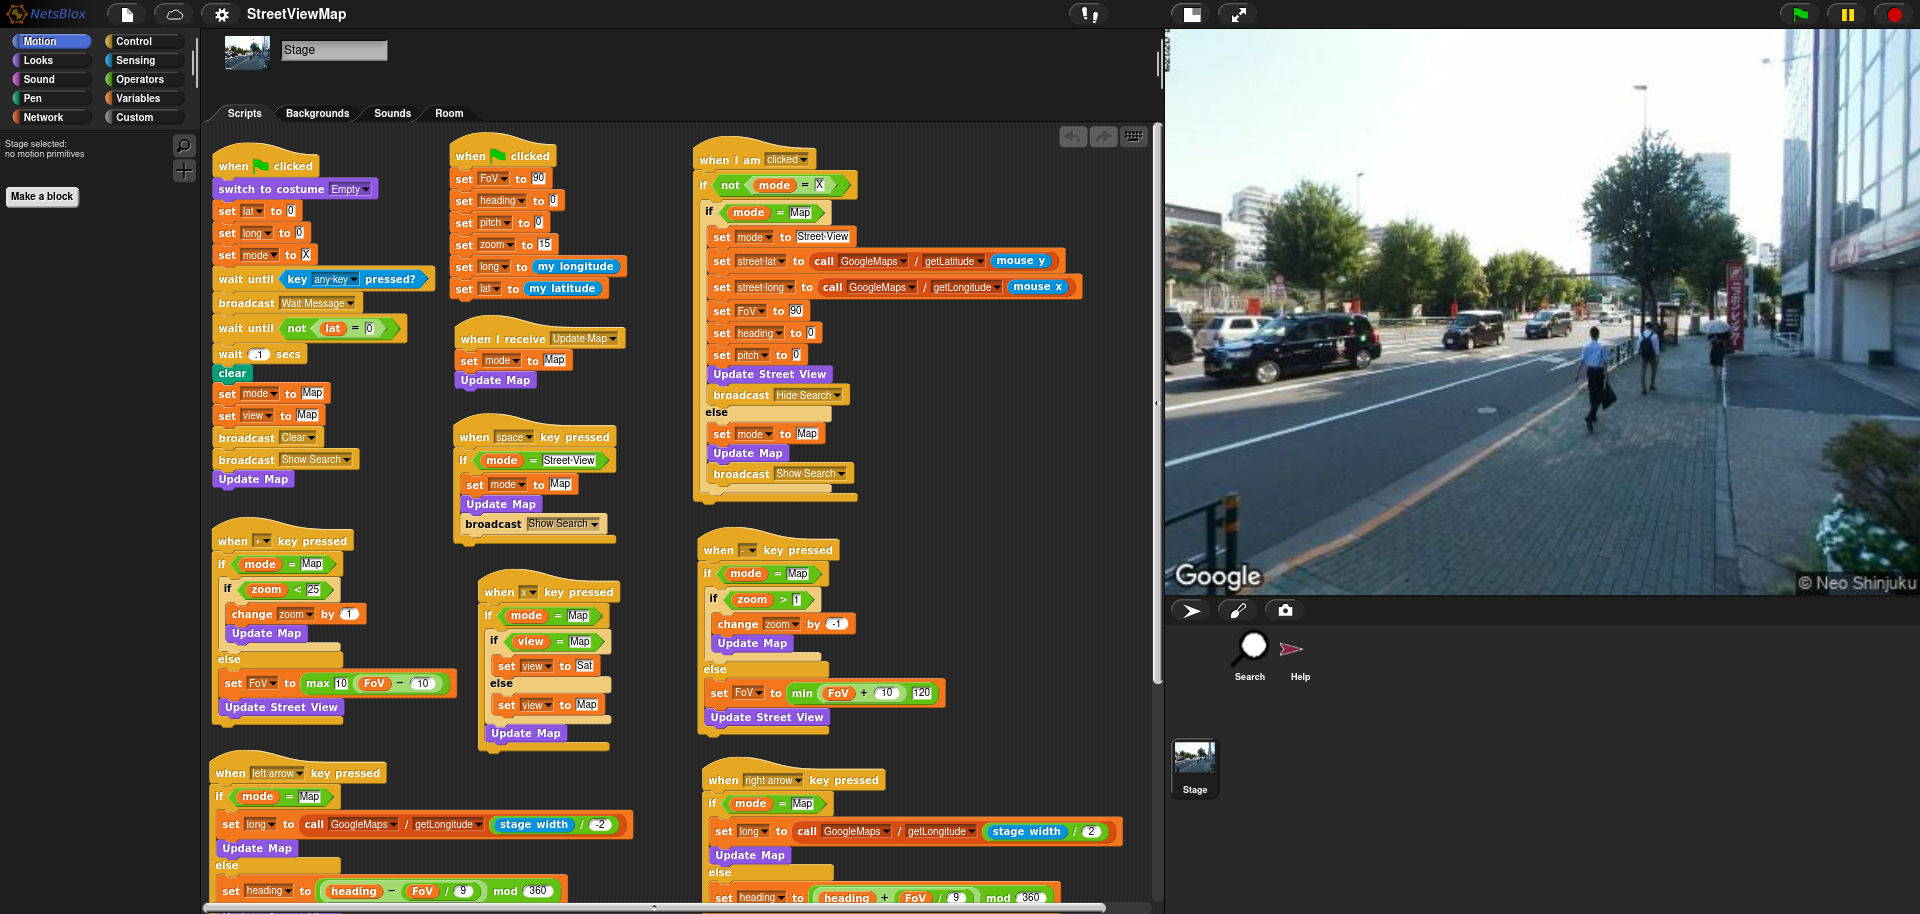 NetsBlox
StreetViewMap
Motion
Control
Looks
Sensing
Sound
Operators
Pen
Variables
Network
Custom
Stage selected:
no motion primitives
Make a block
Stage
Scripts
Backgrounds
Sounds
Room
when clicked
switch to costume Empty
set lat to 0
set long to 0
set mode to X
wait until key any key pressed?
broadcast Wait Message
wait until not lat = 0
wait .1 secs
clear
set mode to Map
set view to Map
broadcast Clear
broadcast Show Search
Update Map
when clicked
set FoV to 90
set heading to 0
set pitch to 0
set zoom to 15
set long to my longitude
set lat to my latitude
when I receive Update Map
set mode to Map
Update Map
when space key pressed
if mode = Street-View
set mode to Map
Update Map
broadcast Show Search
when I am clicked
if not mode = X
if mode = Map
set mode to Street-View
set street-lat to call GoogleMaps / getLatitude mouse y
set street-long to call GoogleMaps / getLongitude mouse x
set FoV to 90
set heading to 0
set pitch to 0
Update Street View
broadcast Hide Search
else
set mode to Map
Update Map
broadcast Show Search
when + key pressed
if mode = Map
if zoom < 25
change zoom by 1
Update Map
else
set FoV to max 10 FoV - 10
Update Street View
when x key pressed
if mode = Map
if view = Map
set view to Sat
else
set view to Map
Update Map
when - key pressed
if mode = Map
if zoom > 1
change zoom by -1
Update Map
else
set FoV to min FoV + 10 120
Update Street View
when left arrow key pressed
if mode = Map
set long to call GoogleMaps / getLongitude stage width / -2
Update Map
else
set heading to heading - FoV / 9 mod 360
when right arrow key pressed
if mode = Map
set long to call GoogleMaps / getLongitude stage width / 2
Update Map
else
set heading to heading + FoV / 9 mod 360
Google
© Neo Shinjuku
Search
Help
Stage